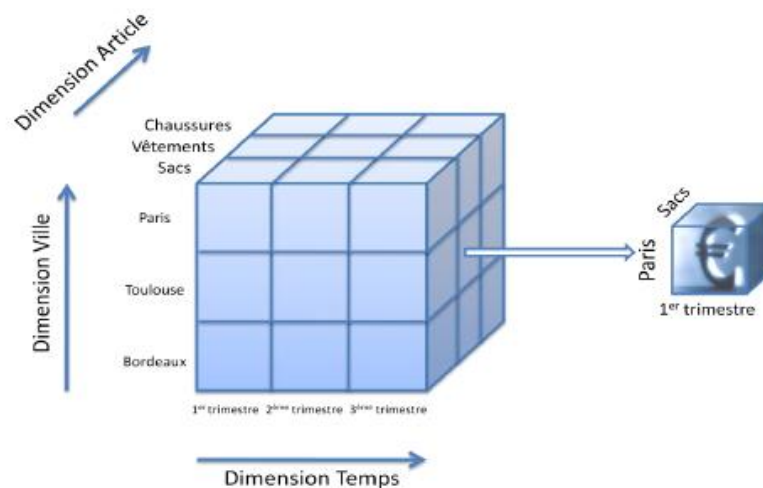 Dimension Article
Chaussures
Vêtements
Sacs
Dimension Ville
Paris
Toulouse
Bordeaux
1er trimestre 2ème trimestre 3ème trimestre
Dimension Temps
Sacs
Paris
€
1er trimestre